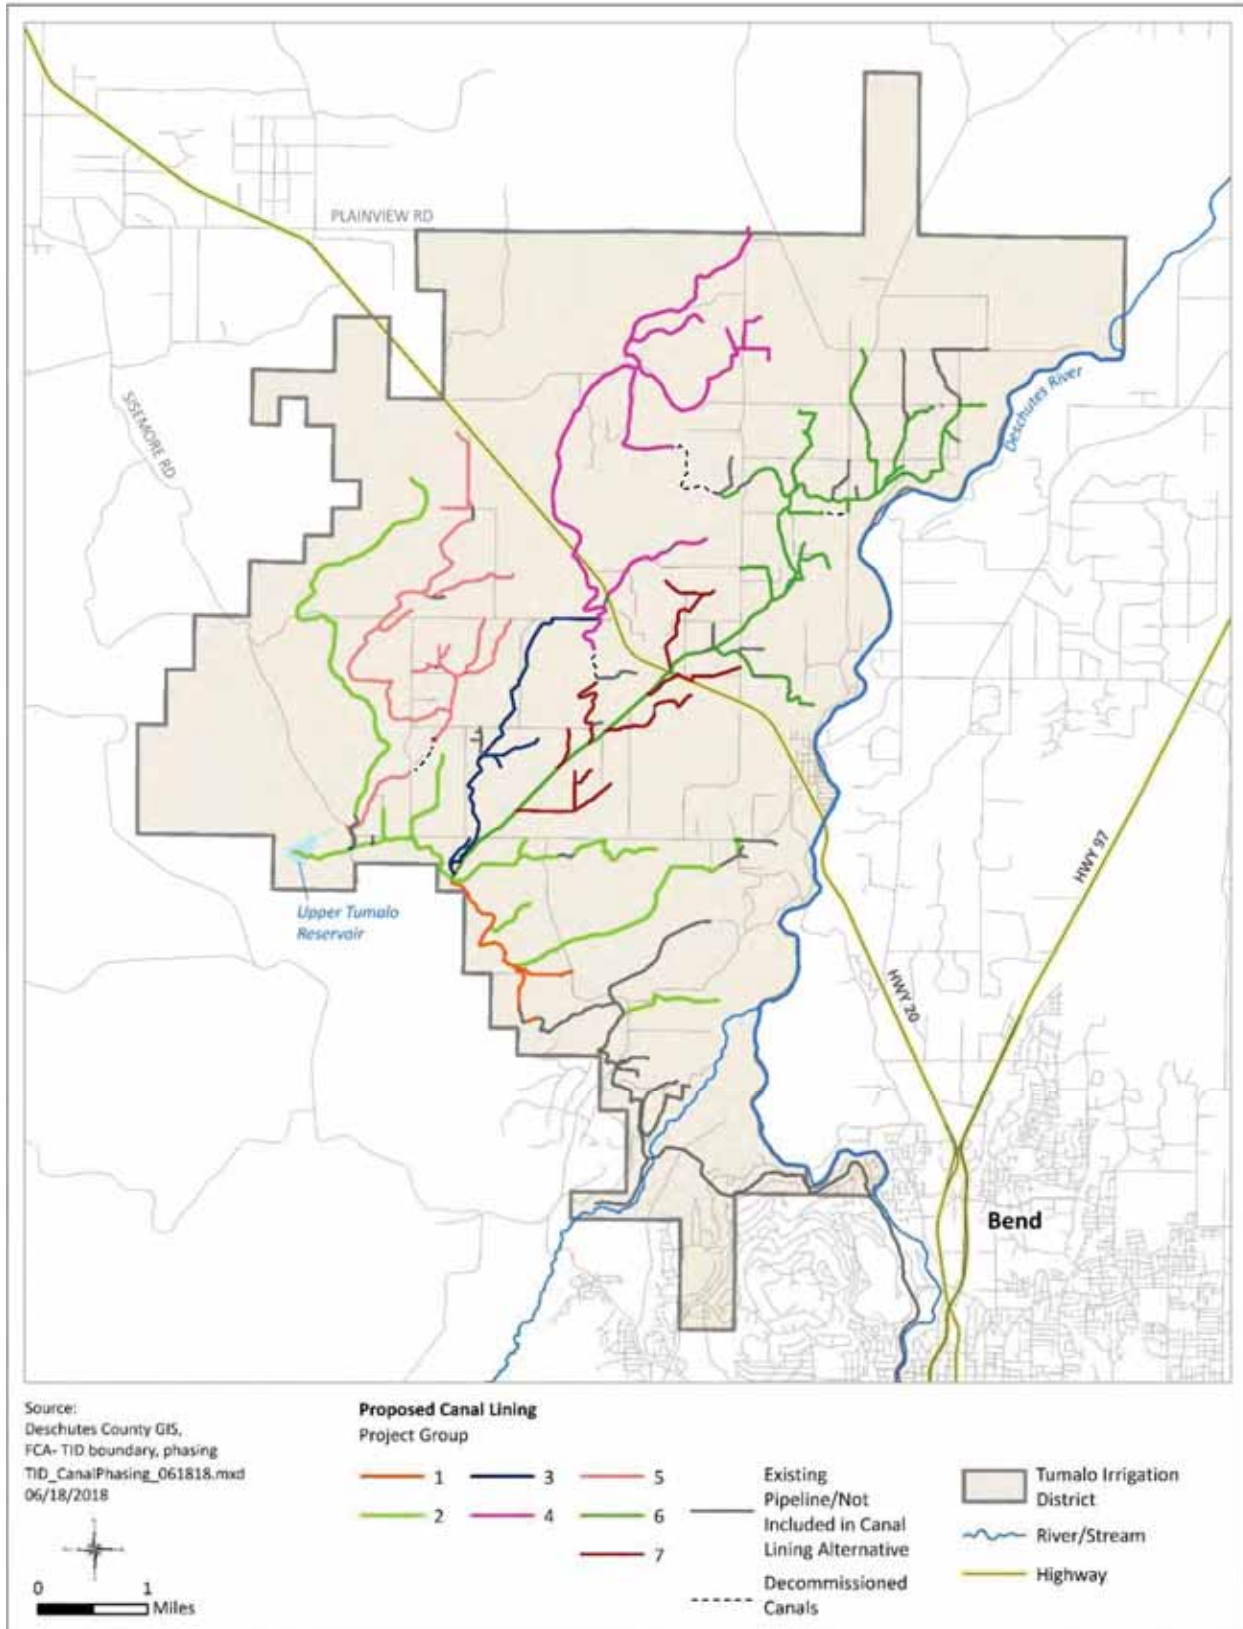 PLAINVIEW RD
SISEMORE RD
Deschutes River
HWY 97
Upper Tumalo
Reservoir
HWY 20
Bend
Source:
Deschutes County GIS,
FCA- TID boundary, phasing
TID_CanalPhasing_061818.mxd
06/18/2018
0 1
Miles
Proposed Canal Lining
Project Group
1
2
3
4
5
6
7
Existing
Pipeline/Not
Included in Canal
Lining Alternative
Decommissioned
Canals
Tumalo Irrigation
District
River/Stream
Highway